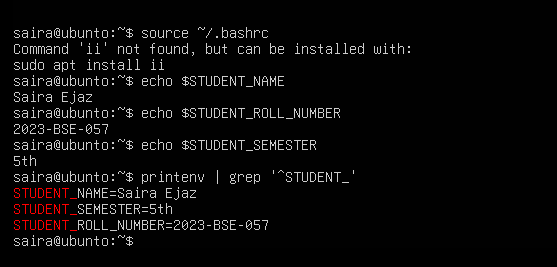 saira@ubunto:~$ source ~/.bashrc
Command 'ii' not found, but can be installed with:
sudo apt install ii
saira@ubunto:~$ echo $STUDENT_NAME
Saira Ejaz
saira@ubunto:~$ echo $STUDENT_ROLL_NUMBER
2023-BSE-057
saira@ubunto:~$ echo $STUDENT_SEMESTER
5th
saira@ubunto:~$ printenv | grep '^STUDENT_'
STUDENT_NAME=Saira Ejaz
STUDENT_SEMESTER=5th
STUDENT_ROLL_NUMBER=2023-BSE-057
saira@ubunto:~$